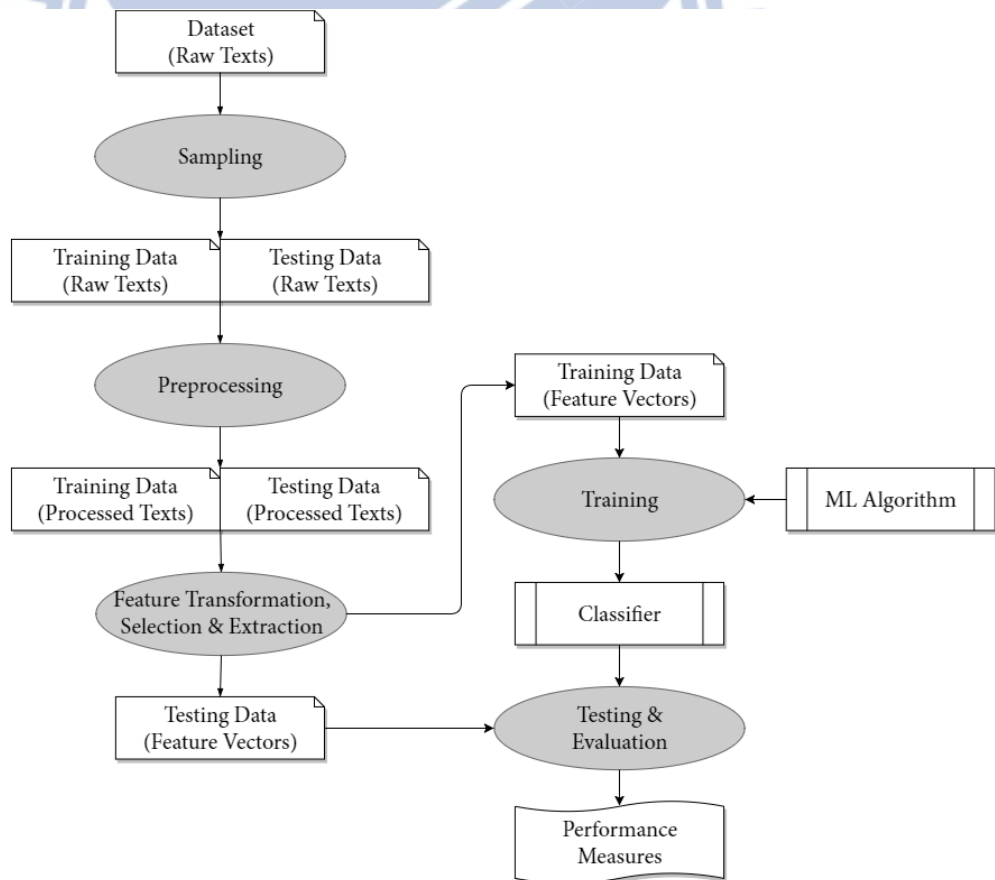 Dataset
(Raw Texts)
Sampling
Training Data
(Raw Texts)
Testing Data
(Raw Texts)
Preprocessing
Training Data
(Processed Texts)
Testing Data
(Processed Texts)
Feature Transformation,
Selection & Extraction
Testing Data
(Feature Vectors)
Training Data
(Feature Vectors)
Training
ML Algorithm
Classifier
Testing &
Evaluation
Performance
Measures